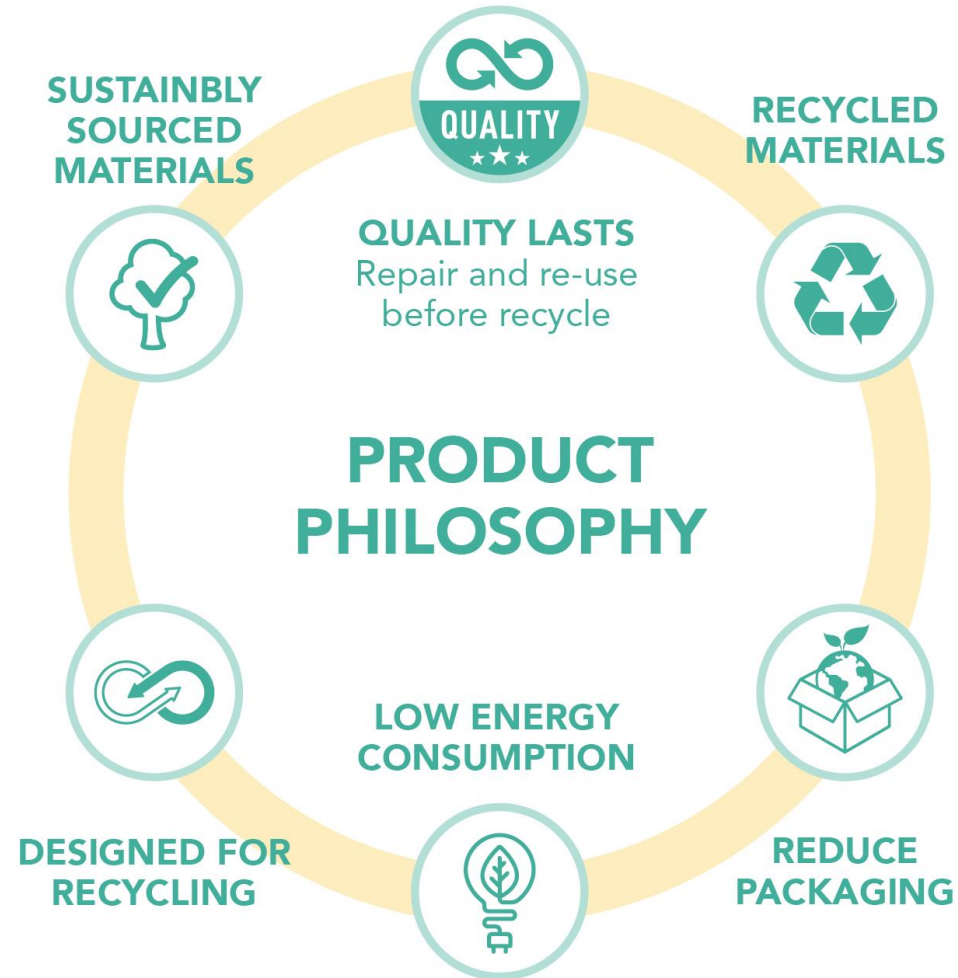 SUSTAINBLY
SOURCED
MATERIALS
QUALITY
RECYCLED
MATERIALS
QUALITY LASTS
Repair and re-use
before recycle
PRODUCT
PHILOSOPHY
LOW ENERGY
CONSUMPTION
DESIGNED FOR
RECYCLING
REDUCE
PACKAGING